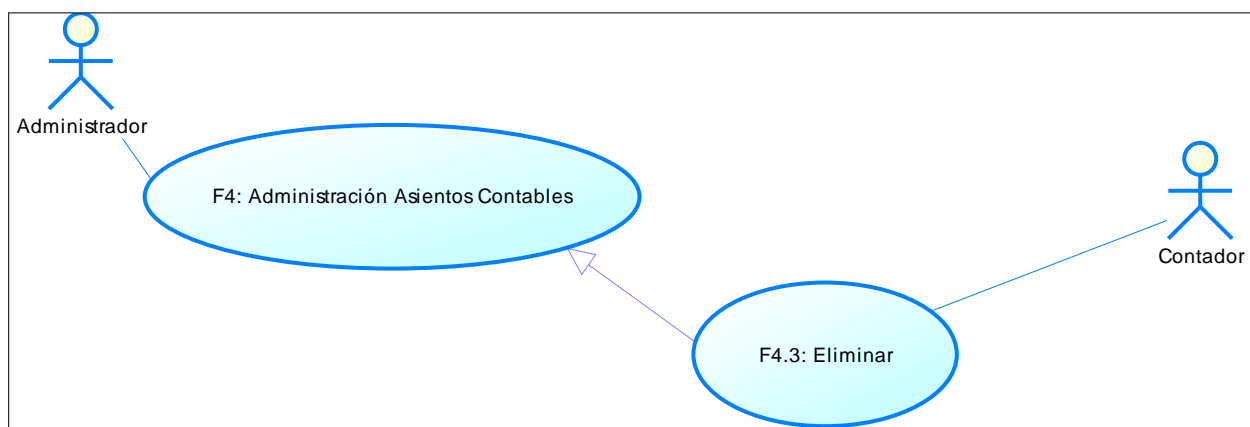 Administrador
F4: Administración Asientos Contables
Contador
F4.3: Eliminar